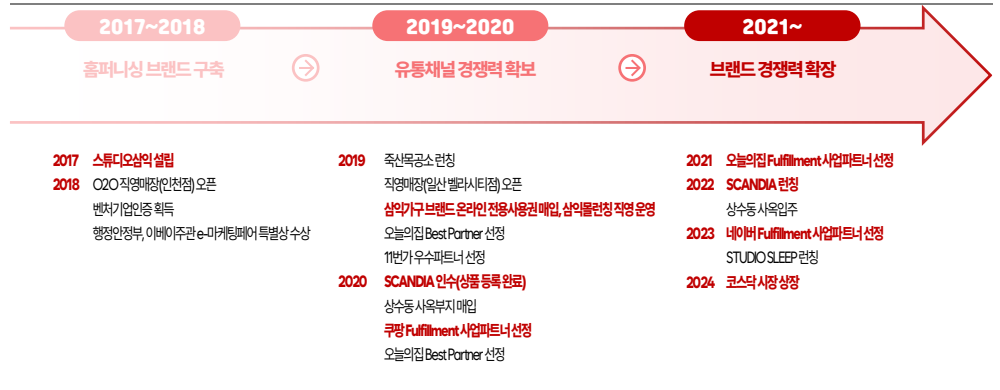 2017~2018
홈퍼니싱 브랜드 구축
2019~2020
유통채널 경쟁력 확보
2021~
브랜드 경쟁력 확장
2017 스튜디오삼익 설립
2018 O2O 직영매장(인천점) 오픈
벤처기업인증 획득
행정안정부, 이베이주관 e-마케팅페어 특별상 수상
2019 죽산목공소 런칭
직영매장(일산 벨라시티점) 오픈
삼익가구 브랜드 온라인 전용사용권 매입, 삼익몰런칭 직영 운영
오늘의집 Best Partner 선정
11번가 우수파트너 선정
2020 SCANDIA 인수(상품 등록 완료)
상수동 사옥부지 매입
쿠팡 Fulfillment 사업파트너 선정
오늘의집 Best Partner 선정
2021 오늘의집 Fulfillment 사업파트너 선정
2022 SCANDIA 런칭
상수동 사옥입주
2023 네이버 Fulfillment 사업파트너 선정
STUDIO SLEEP 런칭
2024 코스닥 시장 상장